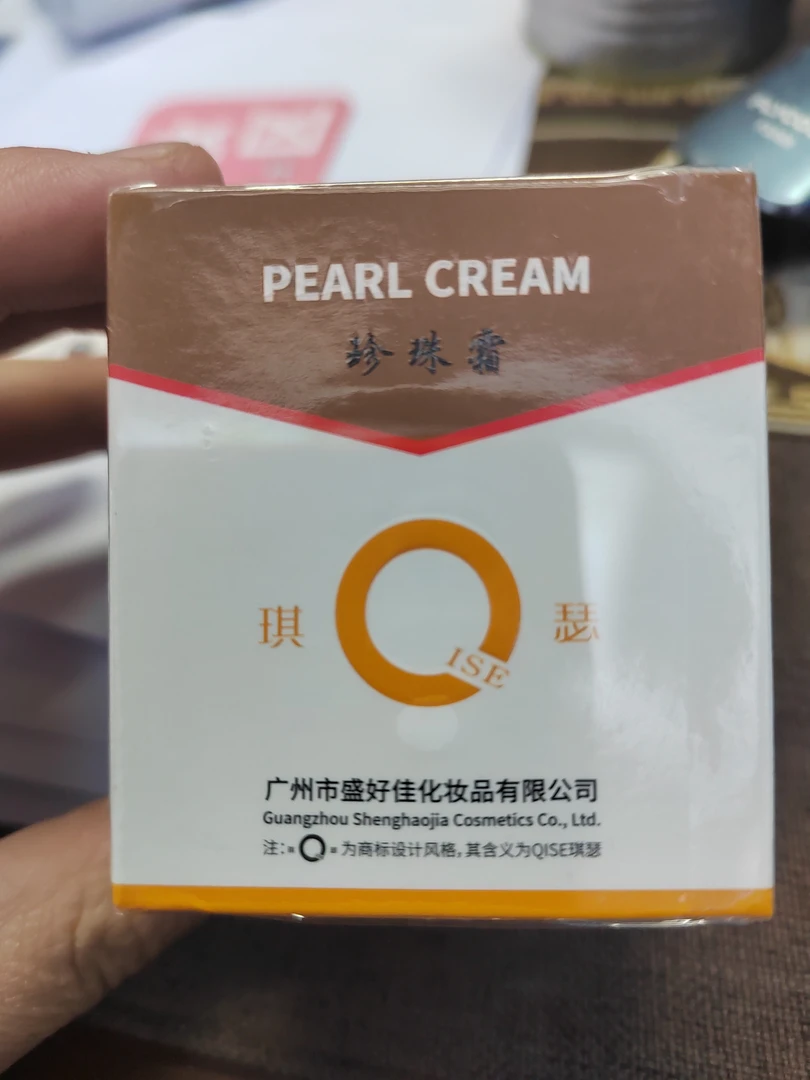 PEARL CREAM
珍珠霜
琪 QISE 瑟
广州市盛好佳化妆品有限公司
Guangzhou Shenghaojia Cosmetics Co., Ltd.
注:" Q "为商标设计风格,其含义为QISE琪瑟